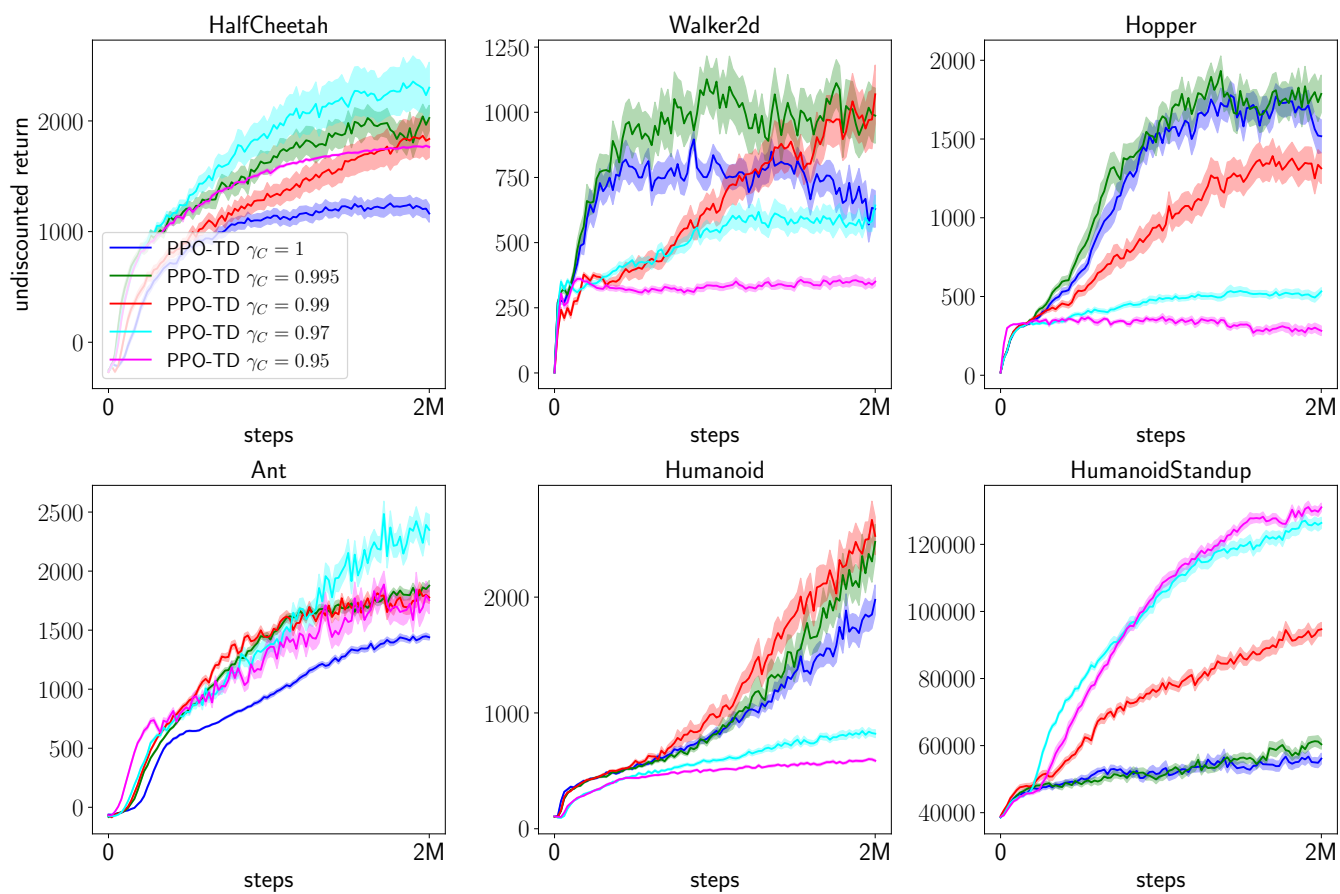 HalfCheetah
Walker2d
Hopper
undiscounted return
2000
1000
0
PPO-TD γ_C = 1
PPO-TD γ_C = 0.995
PPO-TD γ_C = 0.99
PPO-TD γ_C = 0.97
PPO-TD γ_C = 0.95
0
2M
steps
1250
1000
750
500
250
0
0
2M
steps
2000
1500
1000
500
0
0
2M
steps
Ant
Humanoid
HumanoidStandup
2500
2000
1500
1000
500
0
0
2M
steps
2000
1000
0
0
2M
steps
120000
100000
80000
60000
40000
0
2M
steps